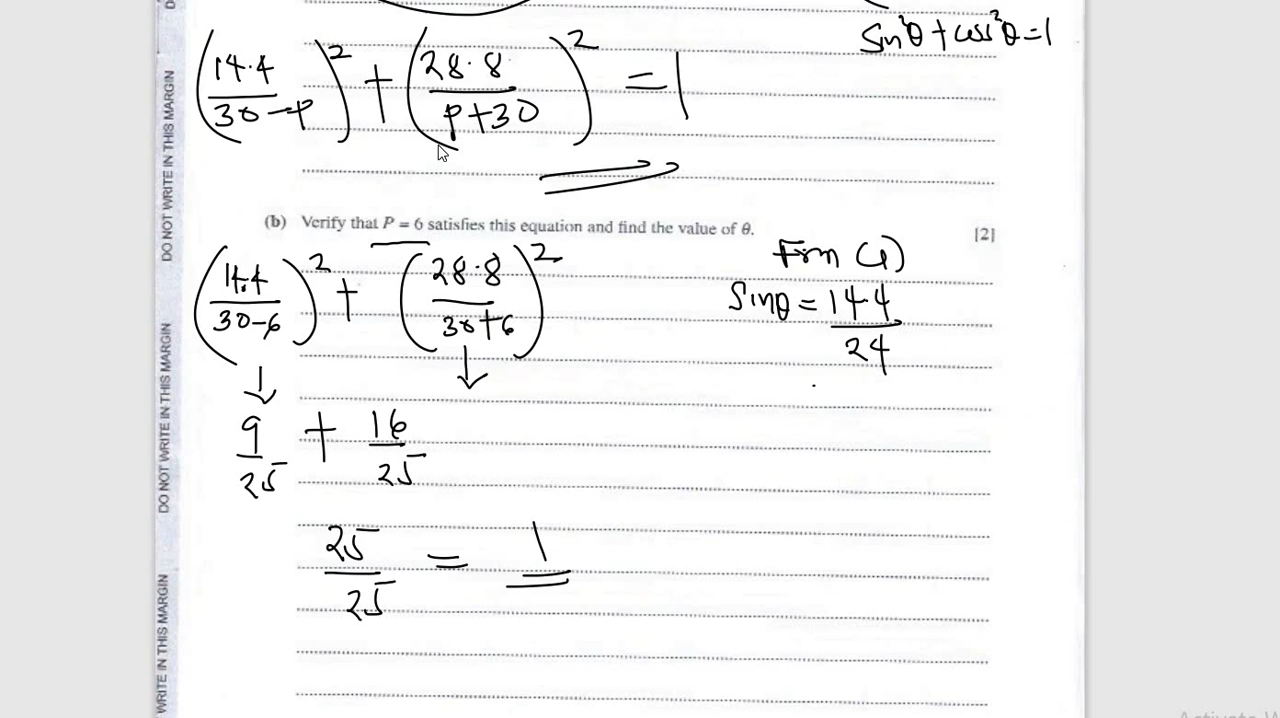 sin²θ + cos²θ = 1
(14.4 / 30 - P)² + (28.8 / P + 30)² = 1
(b) Verify that P = 6 satisfies this equation and find the value of θ. [2]
(14.4 / 30 - 6)² + (28.8 / 30 + 6)²
From (1)
Sinθ = 14.4 / 24
9/25 + 16/25
25/25 = 1
DO NOT WRITE IN THIS MARGIN
DO NOT WRITE IN THIS MARGIN
WRITE IN THIS MARGIN